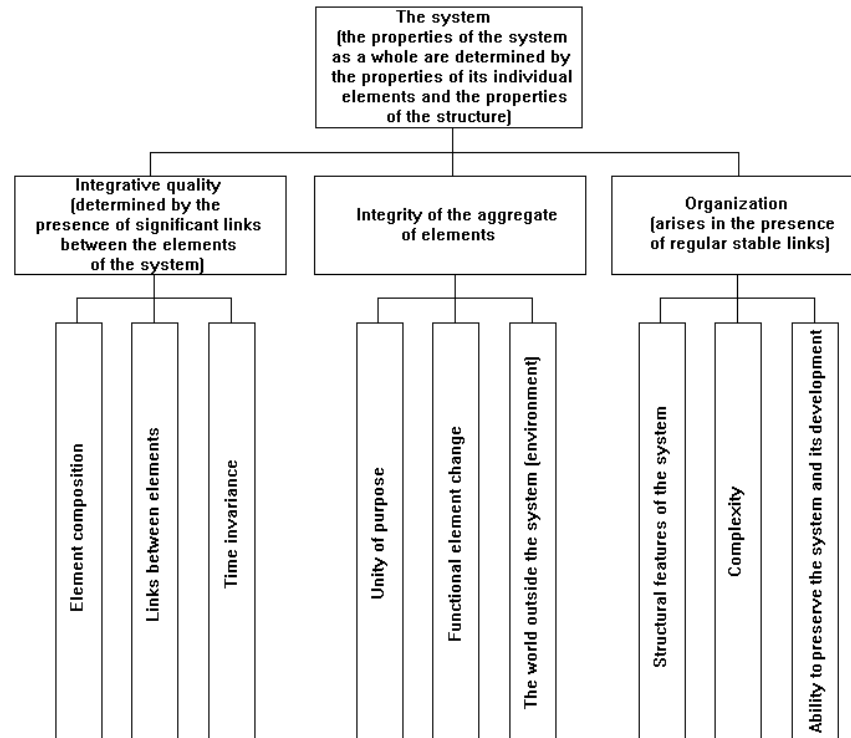 The system
(the properties of the system
as a whole are determined by
the properties of its individual
elements and the properties
of the structure)
Integrative quality
(determined by the
presence of significant links
between the elements
of the system)
Integrity of the aggregate
of elements
Organization
(arises in the presence
of regular stable links)
Element composition
Links between elements
Time invariance
Unity of purpose
Functional element change
The world outside the system (environment)
Structural features of the system
Complexity
Ability to preserve the system and its development